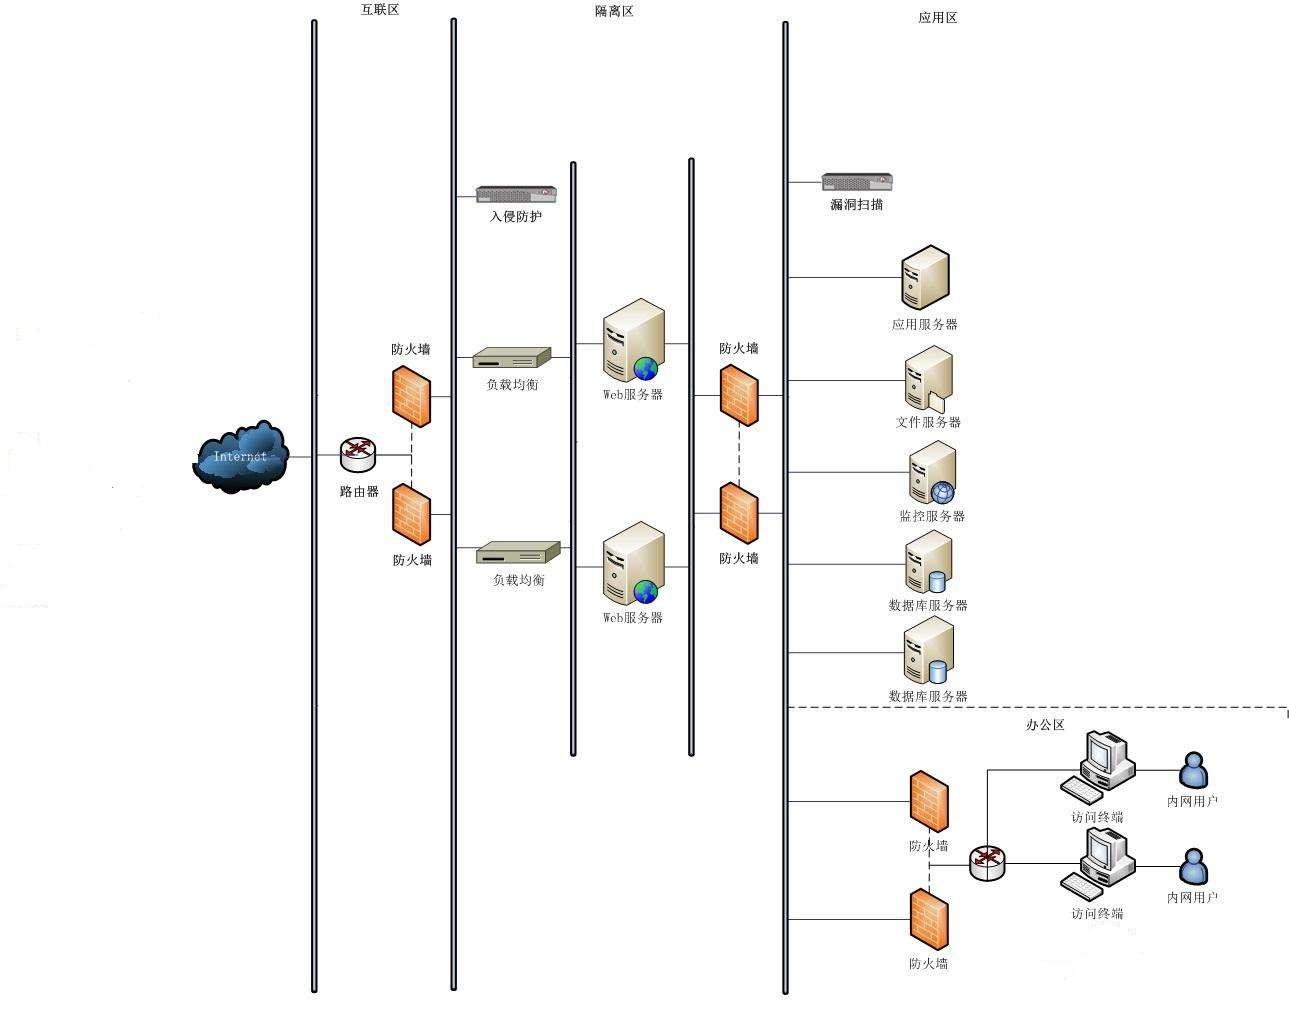 互联区
隔离区
应用区
入侵防护
漏洞扫描
应用服务器
防火墙
防火墙
负载均衡
Web服务器
文件服务器
Internet
路由器
监控服务器
防火墙
防火墙
负载均衡
Web服务器
数据库服务器
数据库服务器
办公区
内网用户
访问终端
防火墙
内网用户
访问终端
防火墙